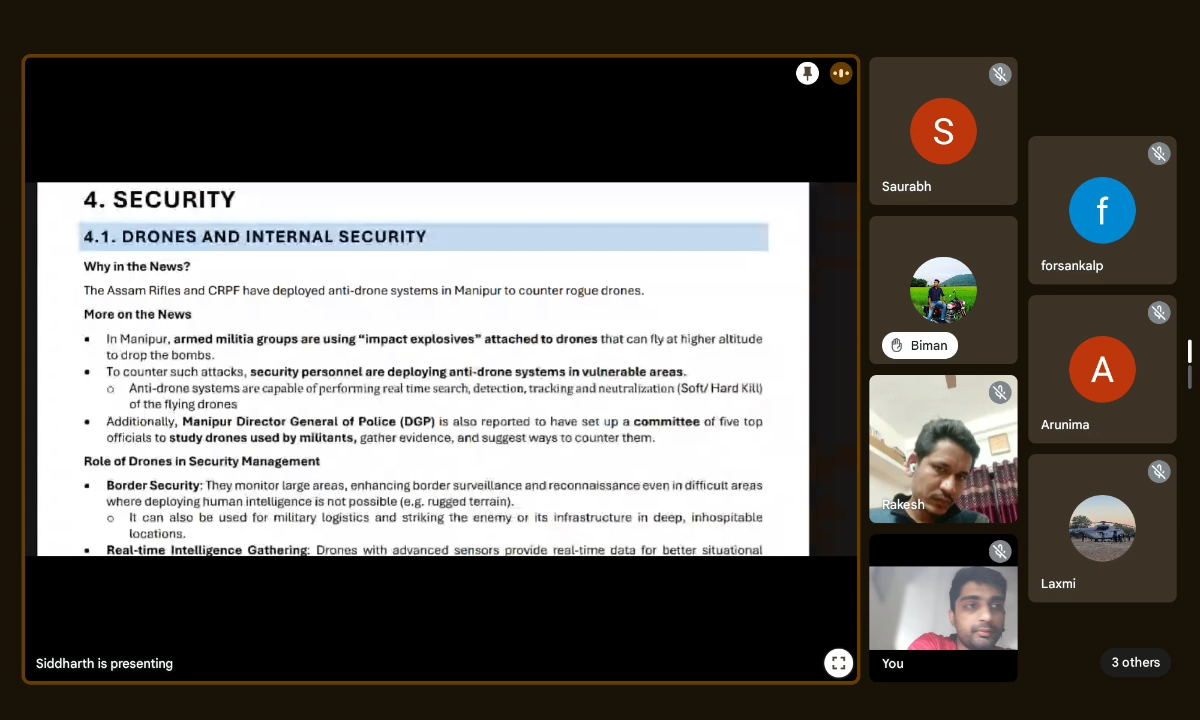 4. SECURITY
4.1. DRONES AND INTERNAL SECURITY
Why in the News?
The Assam Rifles and CRPF have deployed anti-drone systems in Manipur to counter rogue drones.
More on the News
▪ In Manipur, armed militia groups are using “impact explosives” attached to drones that can fly at higher altitude
to drop the bombs.
▪ To counter such attacks, security personnel are deploying anti-drone systems in vulnerable areas.
o Anti-drone systems are capable of performing real time search, detection, tracking and neutralization (Soft/ Hard Kill)
of the flying drones
▪ Additionally, Manipur Director General of Police (DGP) is also reported to have set up a committee of five top
officials to study drones used by militants, gather evidence, and suggest ways to counter them.
Role of Drones in Security Management
▪ Border Security: They monitor large areas, enhancing border surveillance and reconnaissance even in difficult areas
where deploying human intelligence is not possible (e.g. rugged terrain).
o It can also be used for military logistics and striking the enemy or its infrastructure in deep, inhospitable
locations.
▪ Real-time Intelligence Gathering: Drones with advanced sensors provide real-time data for better situational
Siddharth is presenting
S
Saurabh
Biman
Rakesh
You
f
forsankalp
A
Arunima
Laxmi
3 others